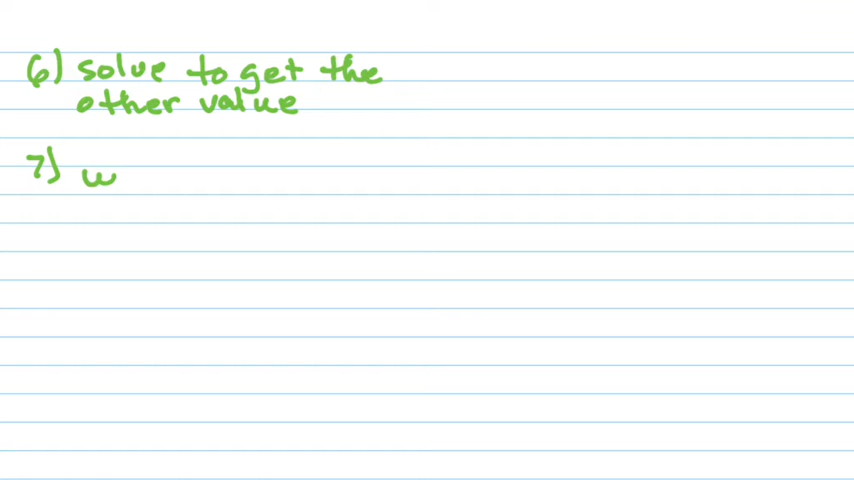 6) solve to get the
other value
7) w